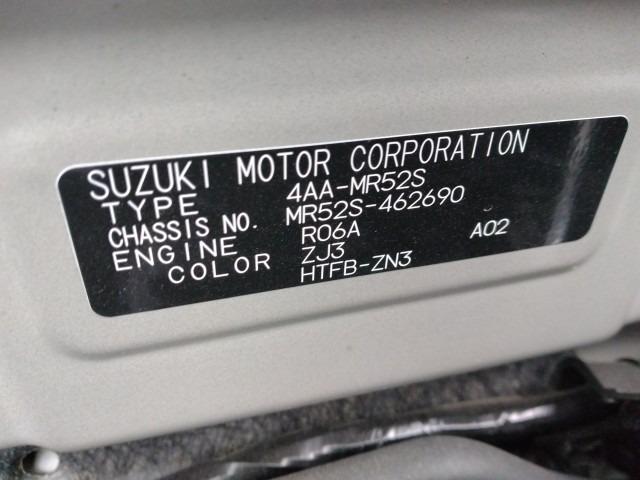 SUZUKI MOTOR CORPORATION
TYPE 4AA-MR52S
CHASSIS NO. MR52S-462690
ENGINE R06A A02
COLOR ZJ3
HTFB-ZN3